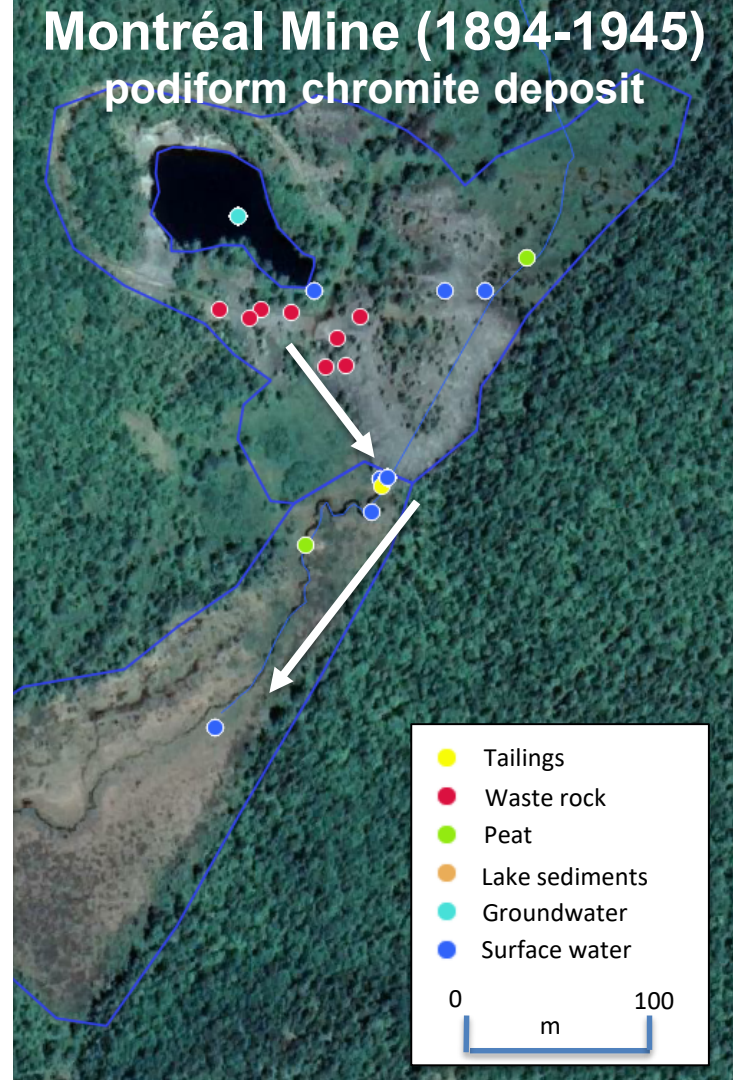 Montréal Mine (1894-1945)
podiform chromite deposit
Tailings
Waste rock
Peat
Lake sediments
Groundwater
Surface water
0 100
m